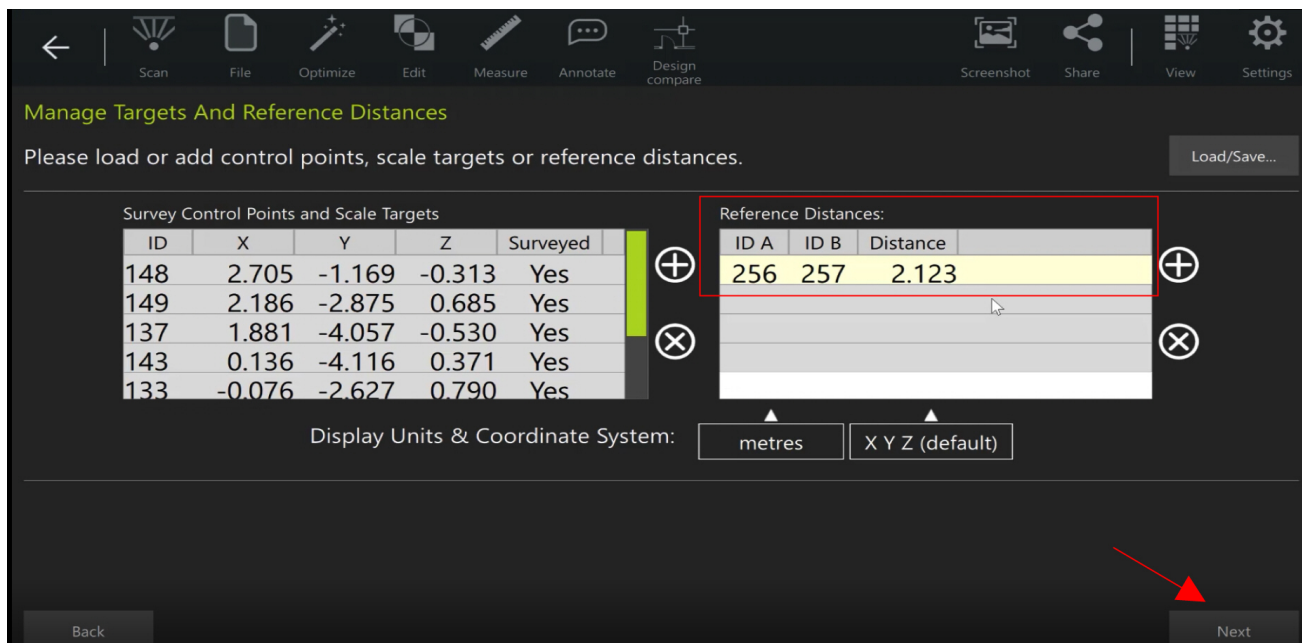 Scan File Optimize Edit Measure Annotate Design compare Screenshot Share View Settings
Manage Targets And Reference Distances
Please load or add control points, scale targets or reference distances.
Load/Save...
Survey Control Points and Scale Targets
ID X Y Z Surveyed
148 2.705 -1.169 -0.313 Yes
149 2.186 -2.875 0.685 Yes
137 1.881 -4.057 -0.530 Yes
143 0.136 -4.116 0.371 Yes
133 -0.076 -2.627 0.790 Yes
Reference Distances:
ID A ID B Distance
256 257 2.123
Display Units & Coordinate System: metres X Y Z (default)
Back Next